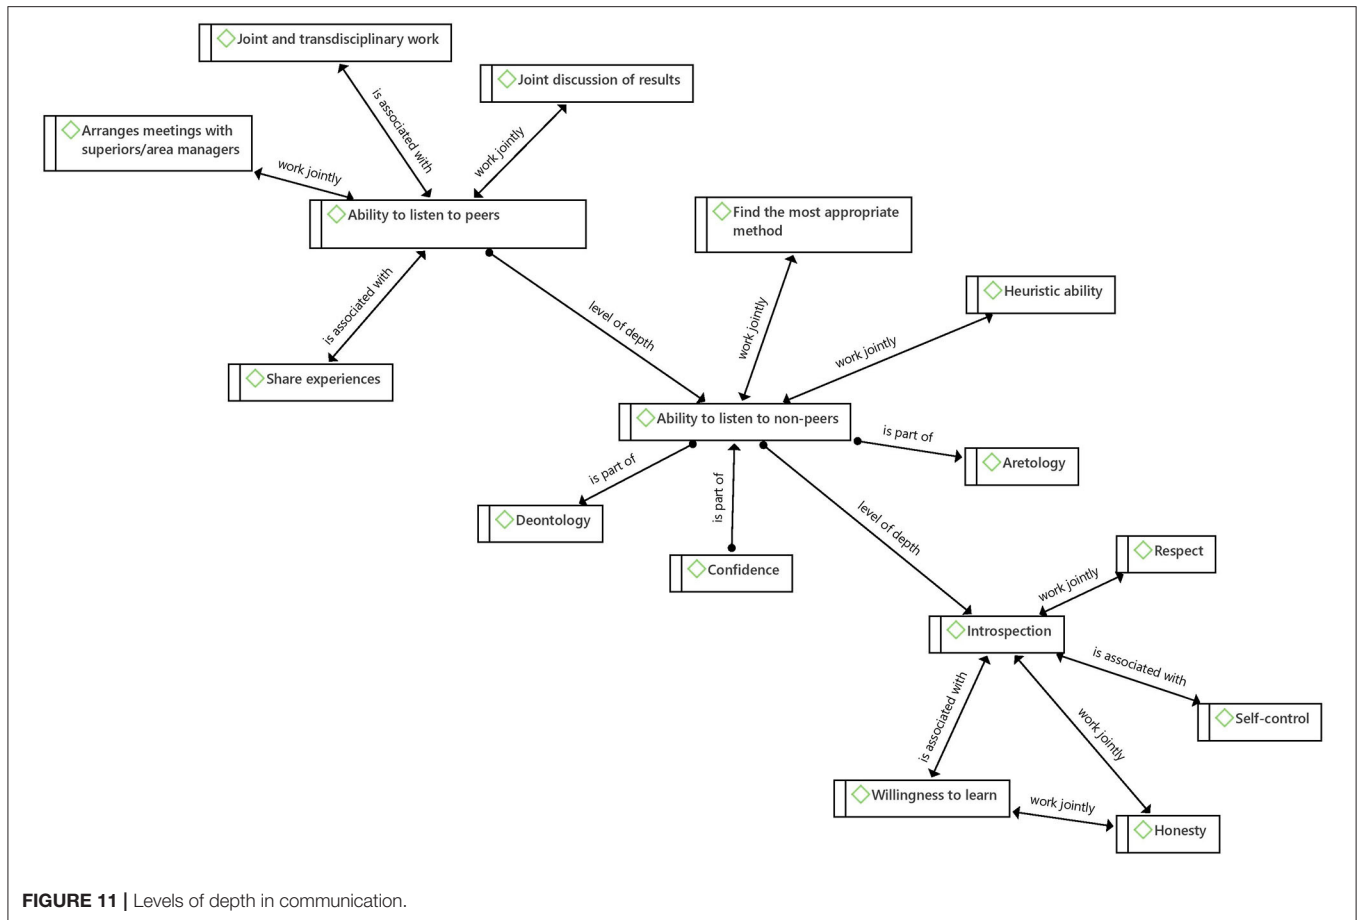 Joint and transdisciplinary work
Joint discussion of results
is associated with
Arranges meetings with
superiors/area managers
work jointly
work jointly
Ability to listen to peers
Find the most appropriate
method
is associated with
level of depth
Heuristic ability
work jointly
work jointly
Share experiences
Ability to listen to non-peers
is part of
Aretology
is part of
is part of
Deontology
level of depth
Confidence
Respect
work jointly
Introspection
is associated with
is associated with
Self-control
work jointly
Willingness to learn
work jointly
Honesty
FIGURE 11 | Levels of depth in communication.